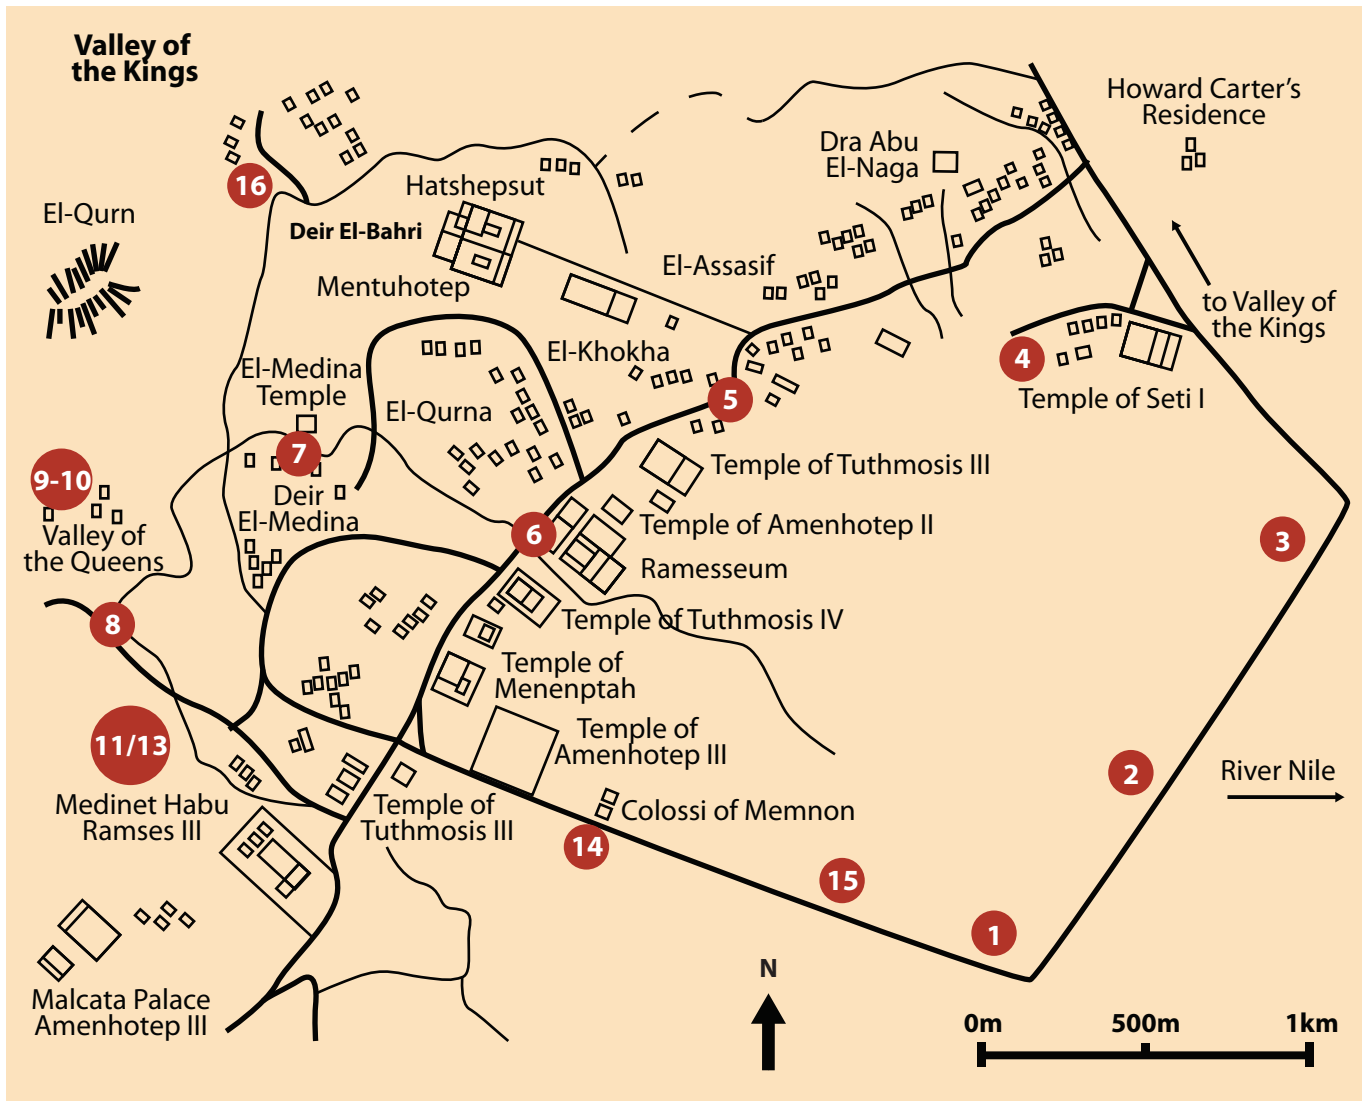 Valley of
the Kings
Howard Carter's
Residence
Dra Abu
El-Naga
16
Hatshepsut
El-Qurn
Deir El-Bahri
Mentuhotep
El-Assasif
to Valley of
the Kings
El-Khokha
El-Medina
Temple
4
Temple of Seti I
El-Qurna
5
7
9-10
Temple of Tuthmosis III
Deir
El-Medina
Valley of
the Queens
6
Temple of Amenhotep II
3
Ramesseum
8
Temple of Tuthmosis IV
Temple of
Menenptah
11/13
Temple of
Amenhotep III
2
River Nile
Medinet Habu
Ramses III
Temple of
Tuthmosis III
Colossi of Memnon
14
15
1
Malcata Palace
Amenhotep III
N
0m 500m 1km